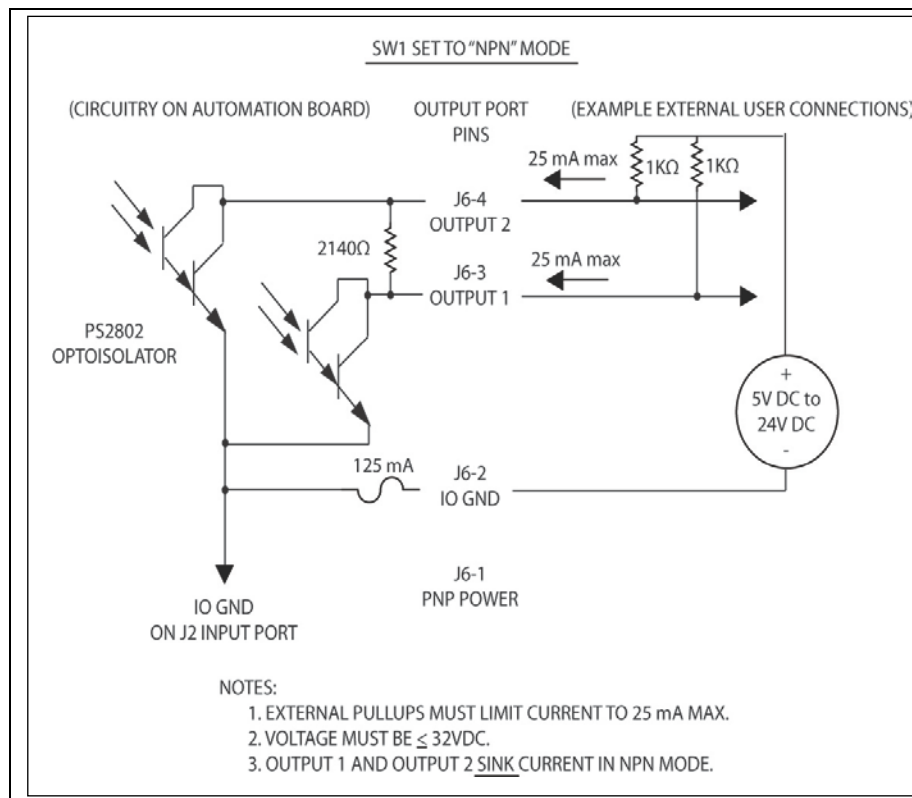 SW1 SET TO “NPN” MODE
(CIRCUITRY ON AUTOMATION BOARD)
OUTPUT PORT
PINS
(EXAMPLE EXTERNAL USER CONNECTIONS)
25 mA max
1KΩ
1KΩ
J6-4
OUTPUT 2
2140Ω
J6-3
OUTPUT 1
25 mA max
PS2802
OPTOISOLATOR
+
5V DC to
24V DC
-
125 mA
J6-2
IO GND
J6-1
PNP POWER
IO GND
ON J2 INPUT PORT
NOTES:
1. EXTERNAL PULLUPS MUST LIMIT CURRENT TO 25 mA MAX.
2. VOLTAGE MUST BE ≤ 32VDC.
3. OUTPUT 1 AND OUTPUT 2 SINK CURRENT IN NPN MODE.